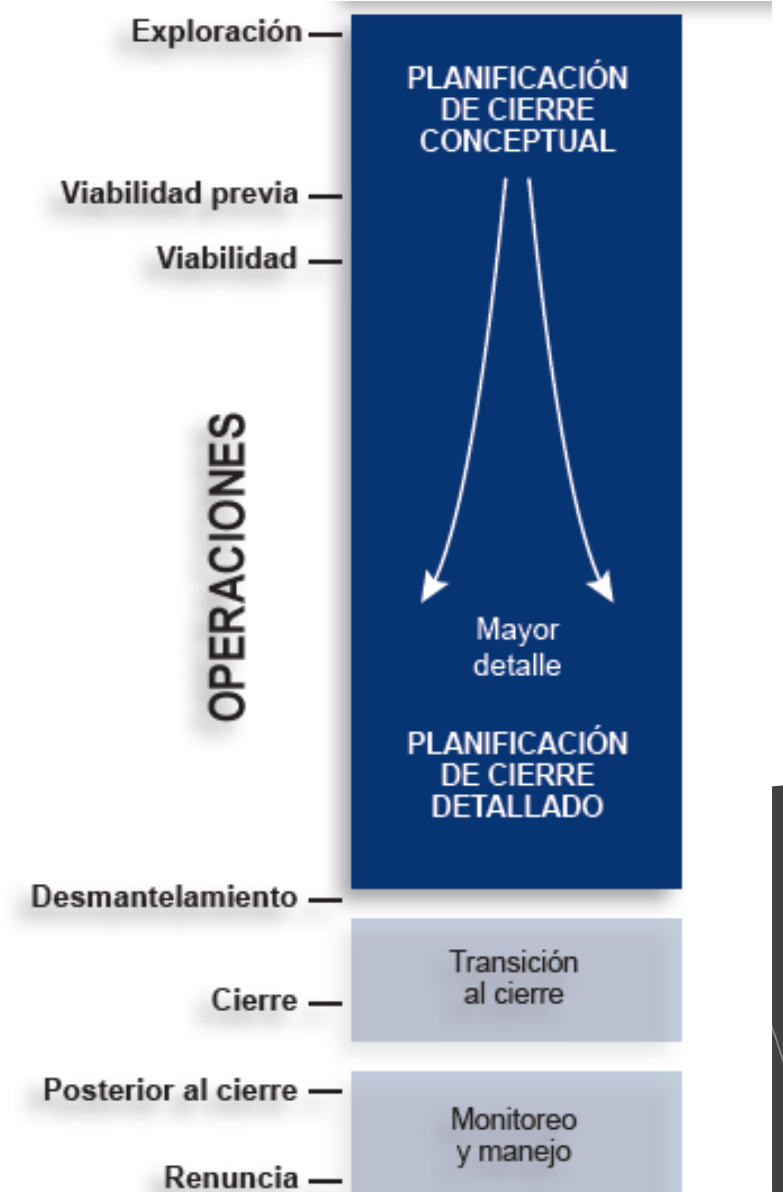 Exploración
PLANIFICACIÓN
DE CIERRE
CONCEPTUAL
Viabilidad previa
Viabilidad
OPERACIONES
Mayor
detalle
PLANIFICACIÓN
DE CIERRE
DETALLADO
Desmantelamiento
Transición
al cierre
Cierre
Posterior al cierre
Monitoreo
y manejo
Renuncia